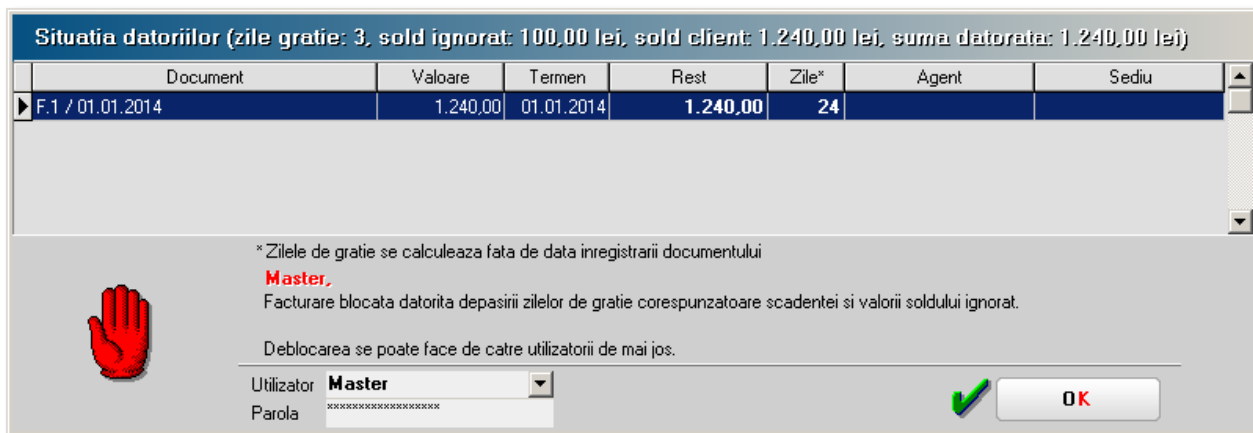 Situatia datoriilor (zile gratie: 3, sold ignorat: 100,00 lei, sold client: 1.240,00 lei, suma datorata: 1.240,00 lei)
Document Valoare Termen Rest Zile* Agent Sediu
F.1 / 01.01.2014 1.240,00 01.01.2014 1.240,00 24
* Zilele de gratie se calculeaza fata de data inregistrarii documentului
Master,
Facturare blocata datorita depasirii zilelor de gratie corespunzatoare scadentei si valorii soldului ignorat.
Deblocarea se poate face de catre utilizatorii de mai jos.
Utilizator Master
Parola ******************
OK